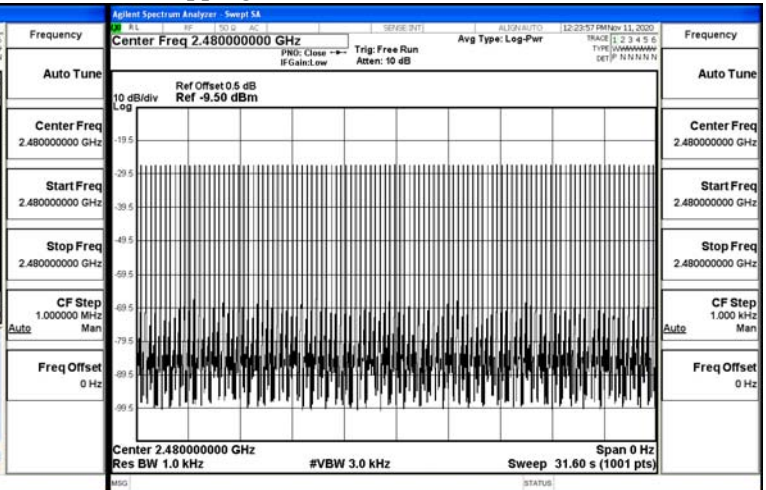 Agilent Spectrum Analyzer - Swept SA
RL RF 50 Ω AC SENSE:INT ALIGNAUTO 12:23:57 PM Nov 11, 2020
Center Freq 2.480000000 GHz
PNO: Close
IFGain:Low
Trig: Free Run
Atten: 10 dB
Avg Type: Log-Pwr
TRACE 1 2 3 4 5 6
TYPE
DET P N N N N N
Frequency
Auto Tune
Center Freq
2.480000000 GHz
Start Freq
2.480000000 GHz
Stop Freq
2.480000000 GHz
CF Step
1.000000 MHz
Auto Man
Freq Offset
0 Hz
Ref Offset 0.5 dB
10 dB/div Ref -9.50 dBm
Log
-19.5
-29.5
-39.5
-49.5
-59.5
-69.5
-79.5
-89.5
-99.5
Center 2.480000000 GHz Span 0 Hz
Res BW 1.0 kHz #VBW 3.0 kHz Sweep 31.60 s (1001 pts)
MSG STATUS
Frequency
Auto Tune
Center Freq
2.480000000 GHz
Start Freq
2.480000000 GHz
Stop Freq
2.480000000 GHz
CF Step
1.000 kHz
Auto Man
Freq Offset
0 Hz